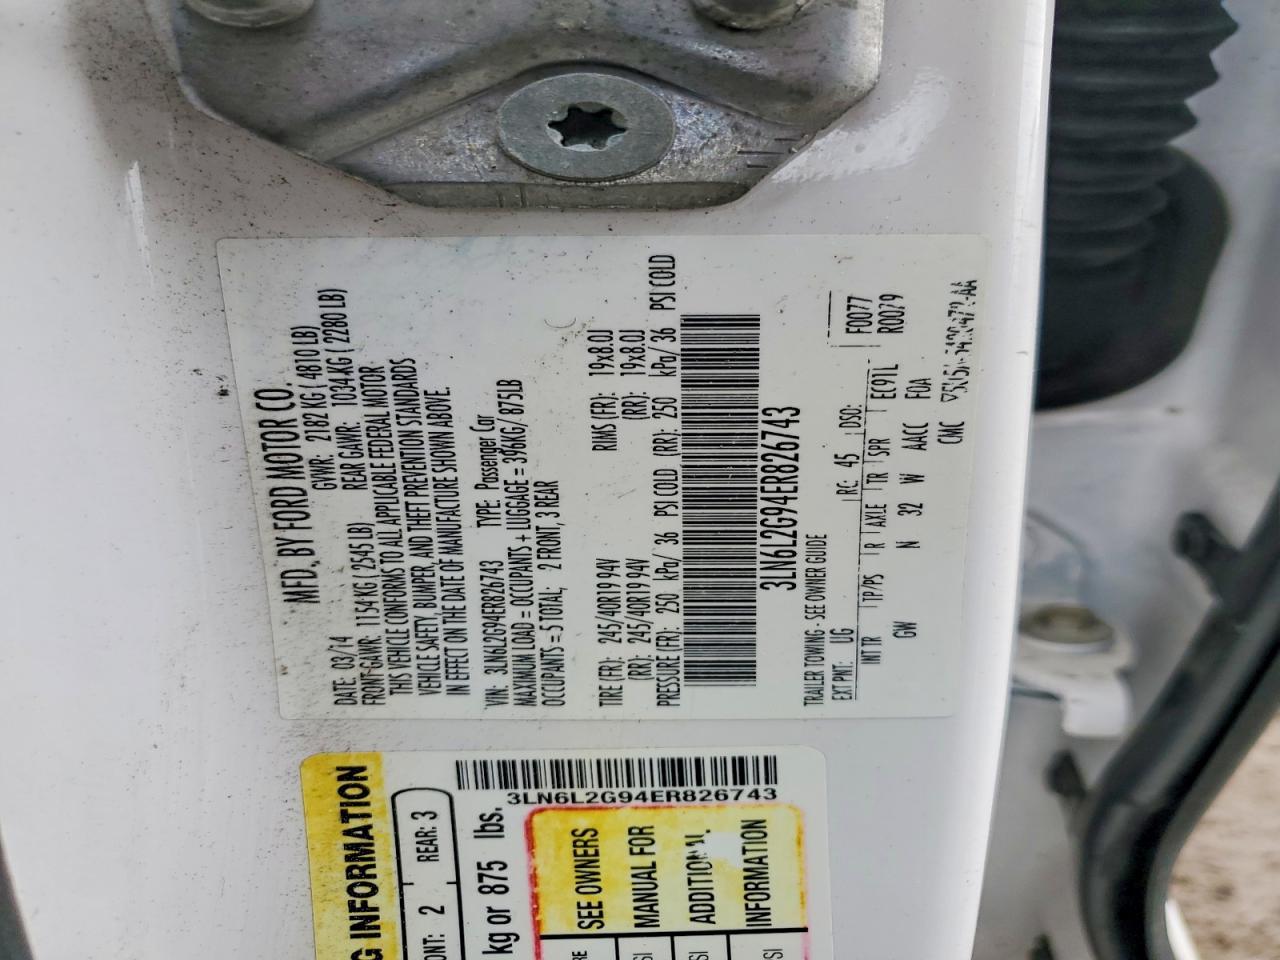 MFD. BY FORD MOTOR CO.
DATE: 03/14 GVWR: 2182 KG ( 4810 LB)
FRONT GAWR: 1154 KG ( 2545 LB) REAR GAWR: 1034 KG ( 2280 LB)
THIS VEHICLE CONFORMS TO ALL APPLICABLE FEDERAL MOTOR
VEHICLE SAFETY, BUMPER, AND THEFT PREVENTION STANDARDS
IN EFFECT ON THE DATE OF MANUFACTURE SHOWN ABOVE.
VIN: 3LN6L2G94ER826743 TYPE: Passenger Car
MAXIMUM LOAD = OCCUPANTS + LUGGAGE = 396KG/ 875LB
OCCUPANTS = 5 TOTAL; 2 FRONT, 3 REAR
TIRE (FR): 245/40R19 94V RIMS (FR): 19x8.0J
(RR): 245/40R19 94V (RR): 19x8.0J
PRESSURE (FR): 250 kPa/ 36 PSI COLD (RR): 250 kPa/ 36 PSI COLD
3LN6L2G94ER826743
TRAILER TOWING - SEE OWNER GUIDE
EXT PNT: UG RC: 45 DSO: F0077
R0079
INT TR TP/PS R AXLE TR SPR EC91L
GW N 32 W AACC FOA
CMC
3LN6L2G94ER826743
G INFORMATION
ONT: 2 REAR: 3
kg or 875 lbs.
SEE OWNERS
MANUAL FOR
INFORMATION